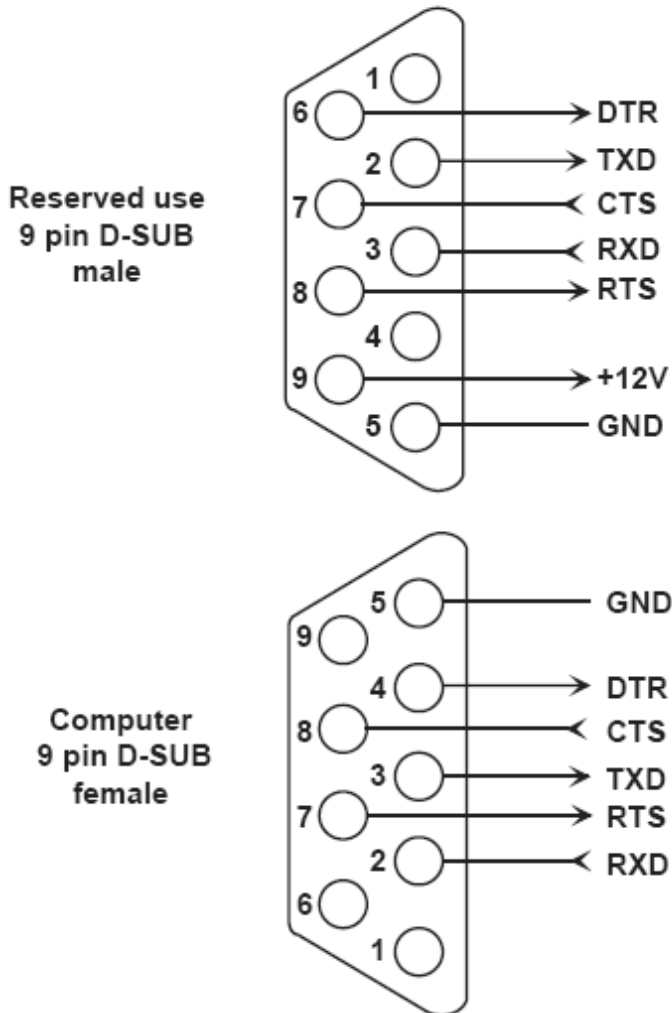 1
6
DTR
2
TXD
Reserved use
9 pin D-SUB
male
7
CTS
3
RXD
8
RTS
4
9
+12V
5
GND
5
GND
9
4
DTR
Computer
9 pin D-SUB
female
8
CTS
3
TXD
7
RTS
2
RXD
6
1